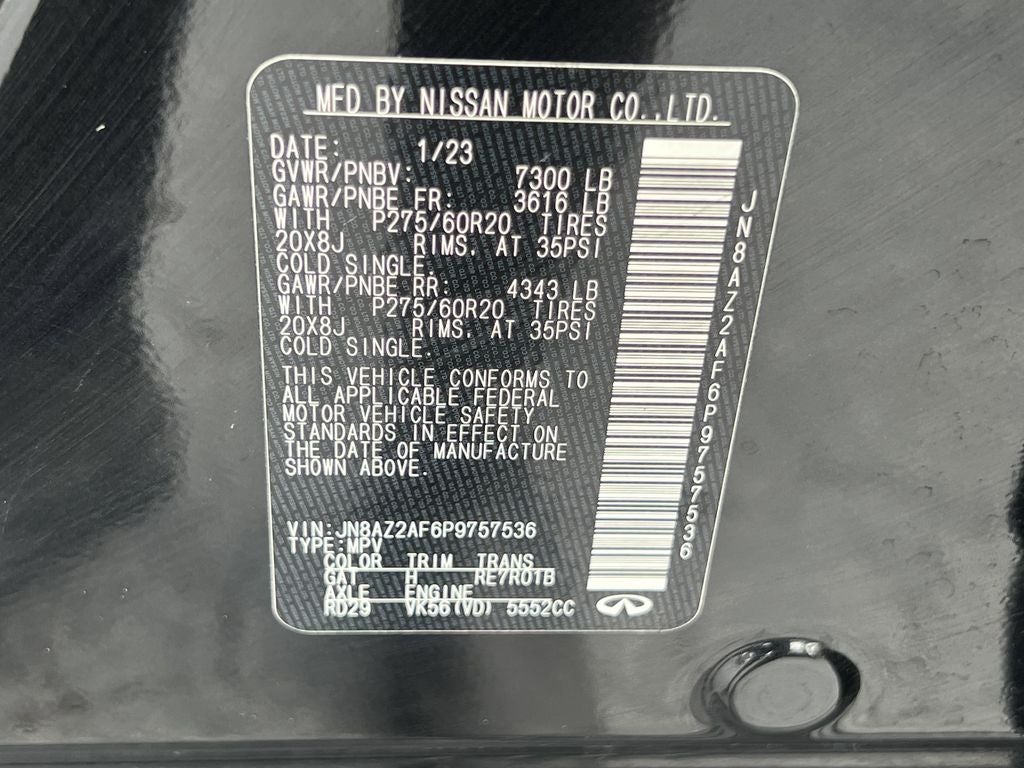 MFD BY NISSAN MOTOR CO.,LTD.
DATE: 1/23
GVWR/PNBV: 7300 LB
GAWR/PNBE FR: 3616 LB
WITH P275/60R20 TIRES
20X8J RIMS, AT 35PSI
COLD SINGLE.
GAWR/PNBE RR: 4343 LB
WITH P275/60R20 TIRES
20X8J RIMS, AT 35PSI
COLD SINGLE.
THIS VEHICLE CONFORMS TO
ALL APPLICABLE FEDERAL
MOTOR VEHICLE SAFETY
STANDARDS IN EFFECT ON
THE DATE OF MANUFACTURE
SHOWN ABOVE.
VIN:JN8AZ2AF6P9757536
TYPE:MPV
COLOR TRIM TRANS
GAT H RE7R01B
AXLE ENGINE
RD29 VK56(VD) 5552CC
JN8AZ2AF6P9757536